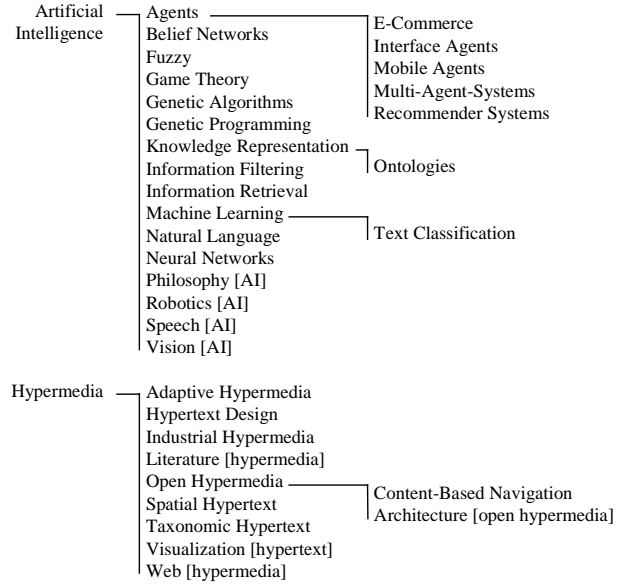 Artificial
Intelligence
Agents
Belief Networks
Fuzzy
Game Theory
Genetic Algorithms
Genetic Programming
Knowledge Representation
Information Filtering
Information Retrieval
Machine Learning
Natural Language
Neural Networks
Philosophy [AI]
Robotics [AI]
Speech [AI]
Vision [AI]
E-Commerce
Interface Agents
Mobile Agents
Multi-Agent-Systems
Recommender Systems
Ontologies
Text Classification
Hypermedia
Adaptive Hypermedia
Hypertext Design
Industrial Hypermedia
Literature [hypermedia]
Open Hypermedia
Spatial Hypertext
Taxonomic Hypertext
Visualization [hypertext]
Web [hypermedia]
Content-Based Navigation
Architecture [open hypermedia]